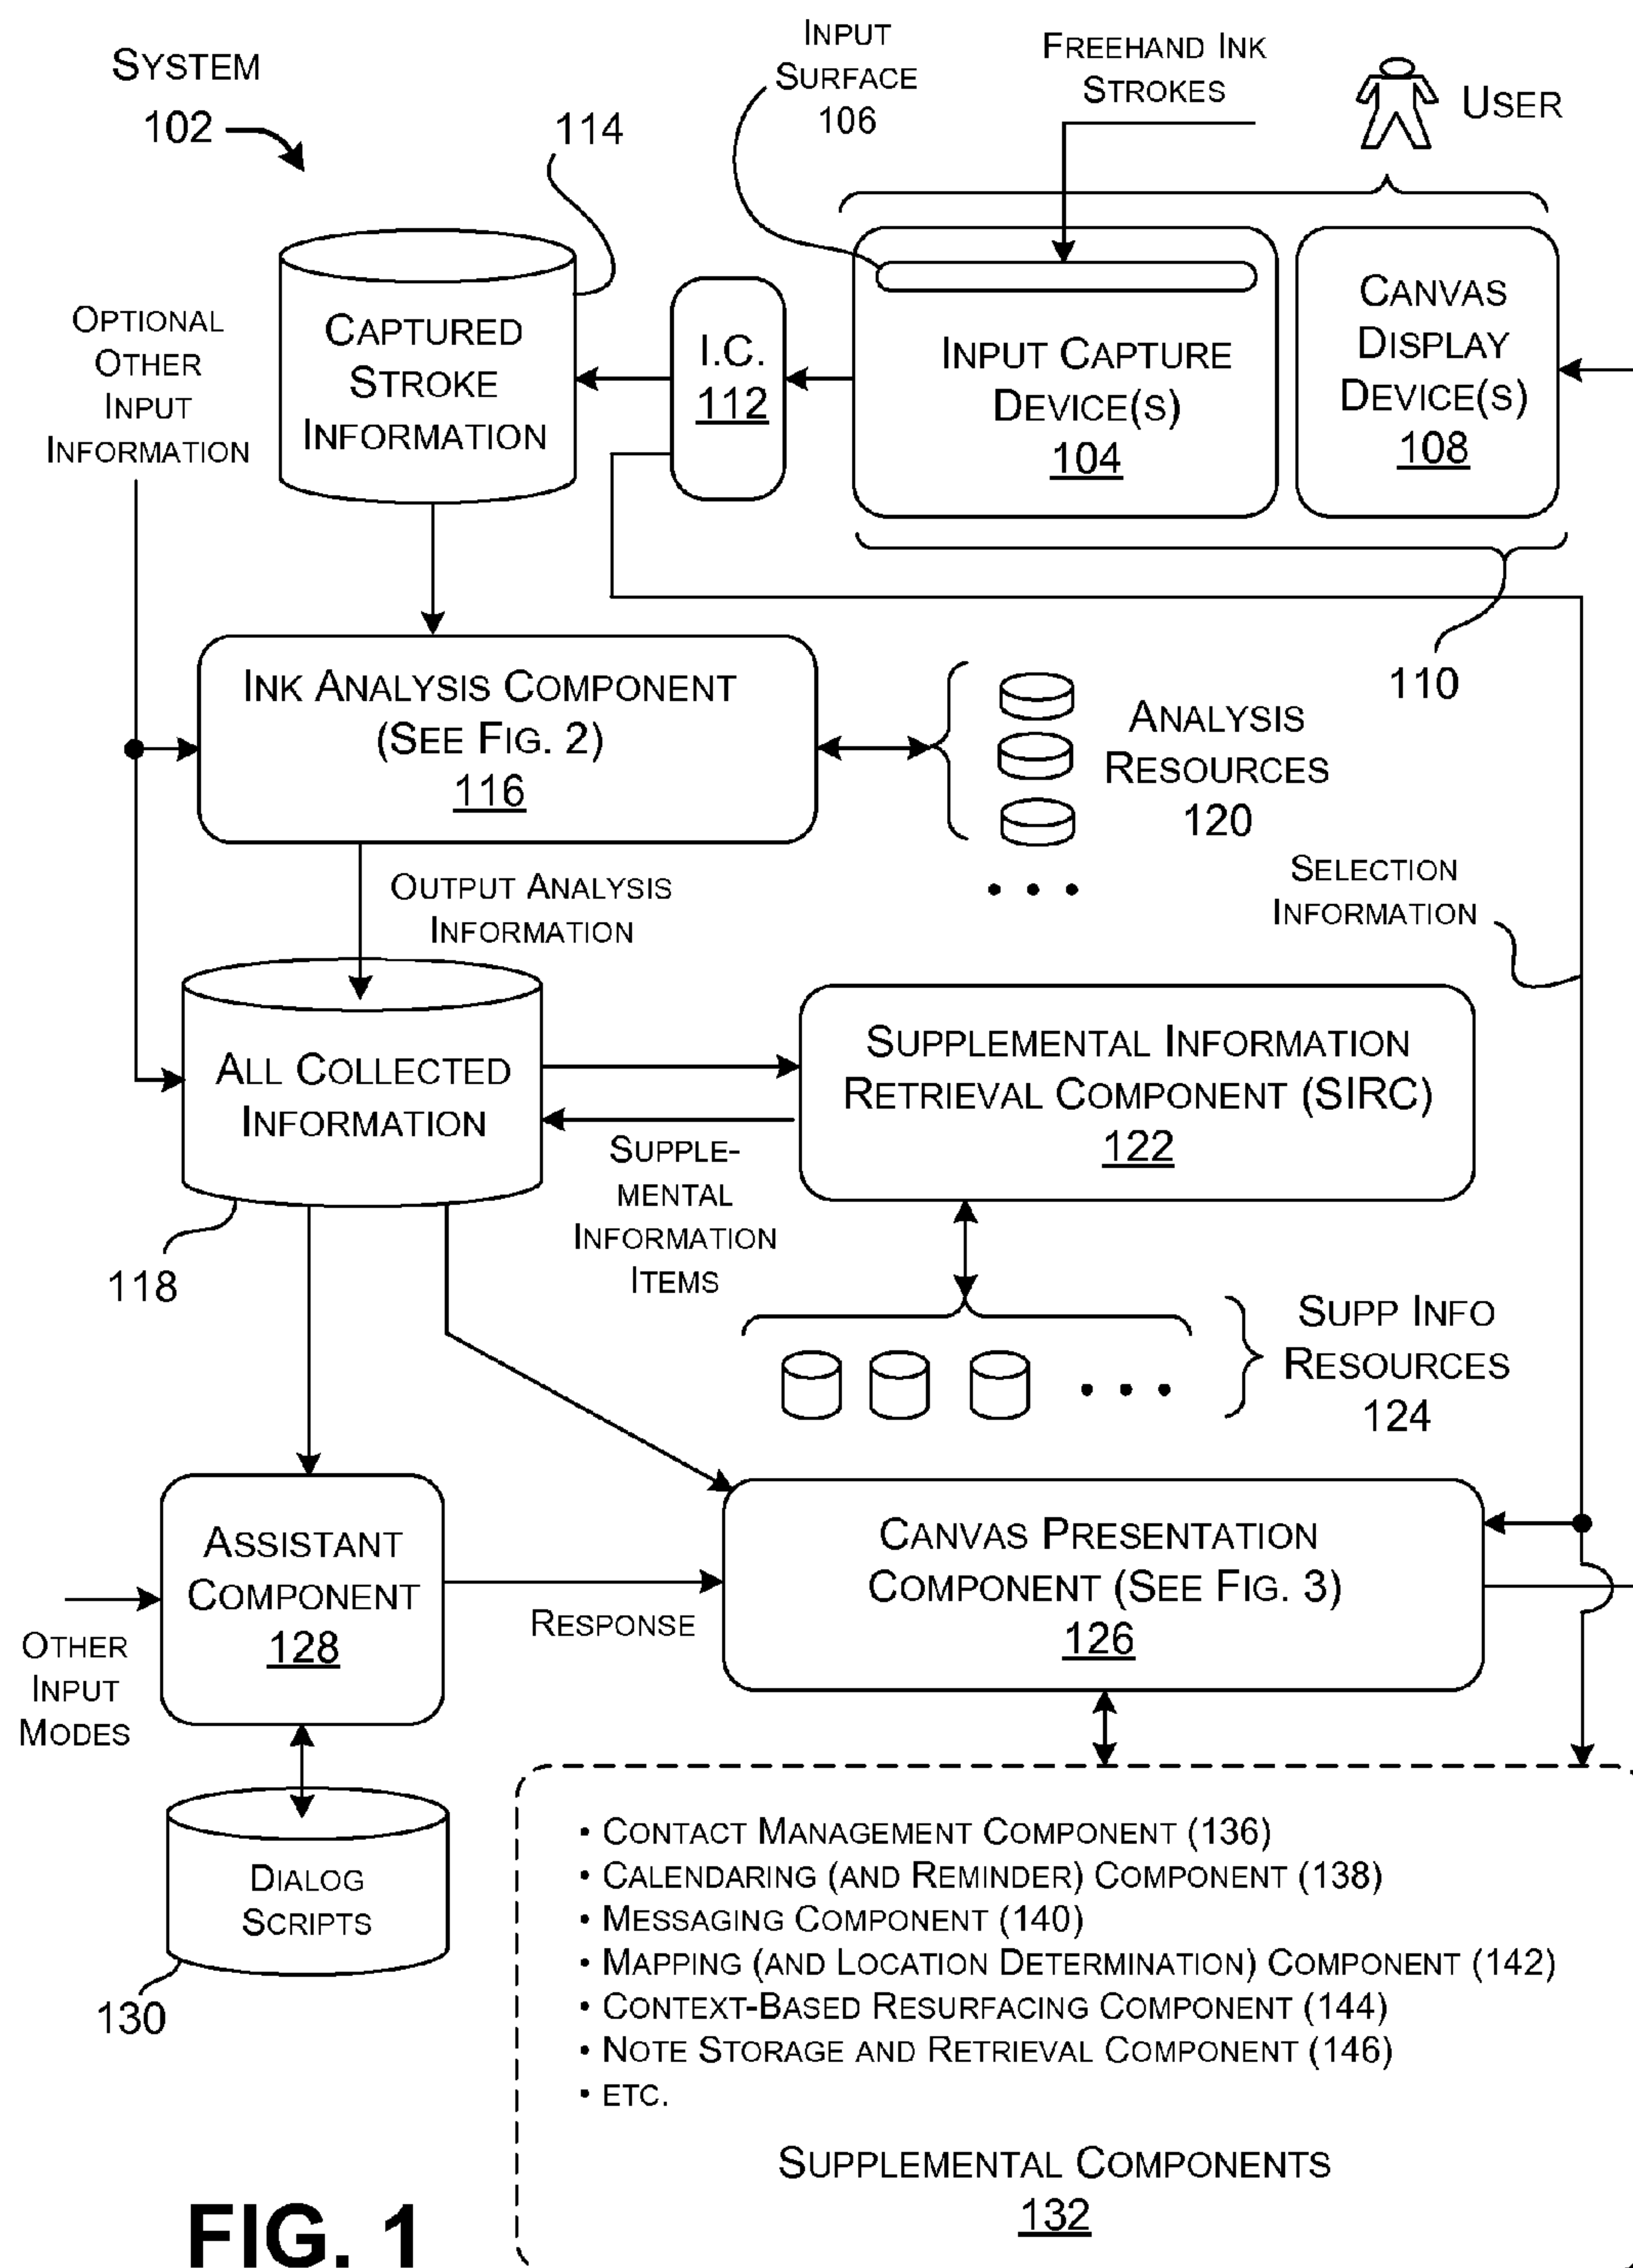 SYSTEM
102
114
INPUT
SURFACE
106
FREEHAND INK
STROKES
USER
OPTIONAL
OTHER
INPUT
INFORMATION
CAPTURED
STROKE
INFORMATION
I.C.
112
INPUT CAPTURE
DEVICE(S)
104
CANVAS
DISPLAY
DEVICE(S)
108
110
INK ANALYSIS COMPONENT
(SEE FIG. 2)
116
ANALYSIS
RESOURCES
120
SELECTION
INFORMATION
OUTPUT ANALYSIS
INFORMATION
ALL COLLECTED
INFORMATION
118
SUPPLEMENTAL INFORMATION
RETRIEVAL COMPONENT (SIRC)
122
SUPPLE-
MENTAL
INFORMATION
ITEMS
SUPP INFO
RESOURCES
124
ASSISTANT
COMPONENT
128
OTHER
INPUT
MODES
RESPONSE
CANVAS PRESENTATION
COMPONENT (SEE FIG. 3)
126
DIALOG
SCRIPTS
130
• CONTACT MANAGEMENT COMPONENT (136)
• CALENDARING (AND REMINDER) COMPONENT (138)
• MESSAGING COMPONENT (140)
• MAPPING (AND LOCATION DETERMINATION) COMPONENT (142)
• CONTEXT-BASED RESURFACING COMPONENT (144)
• NOTE STORAGE AND RETRIEVAL COMPONENT (146)
• ETC.
SUPPLEMENTAL COMPONENTS
132
FIG. 1